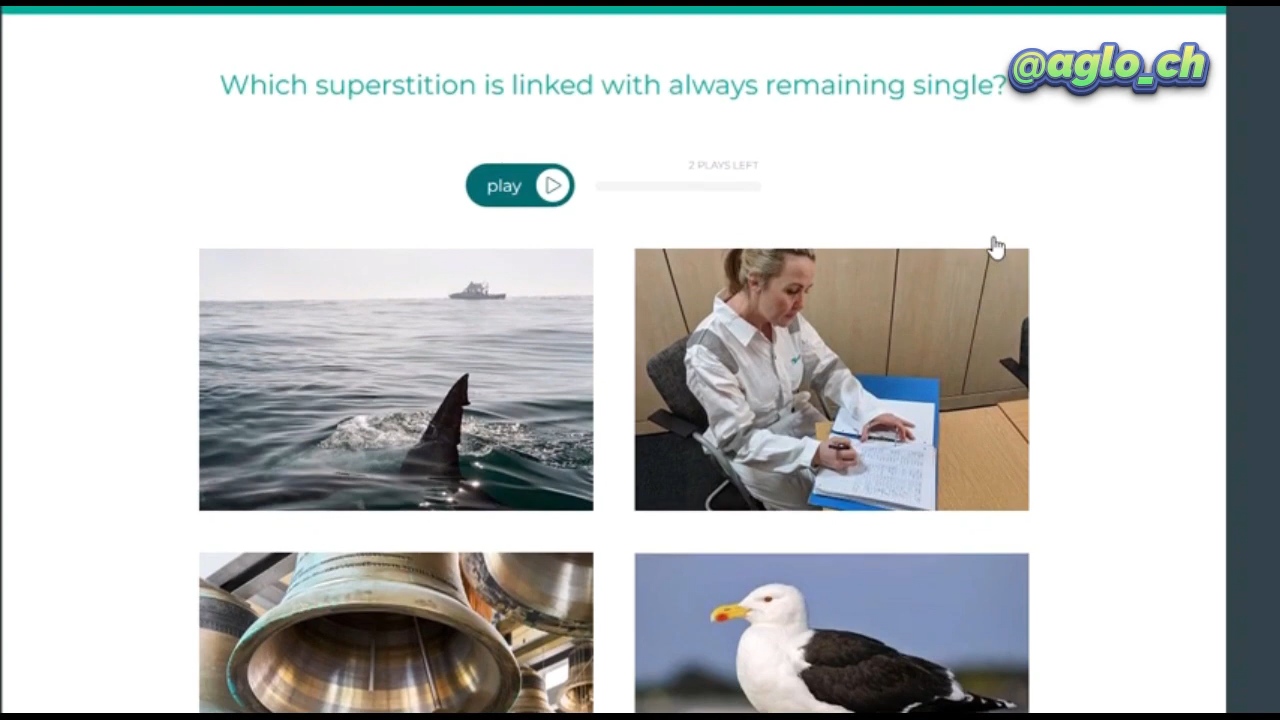 @aglo_ch
Which superstition is linked with always remaining single?
2 PLAYS LEFT
play